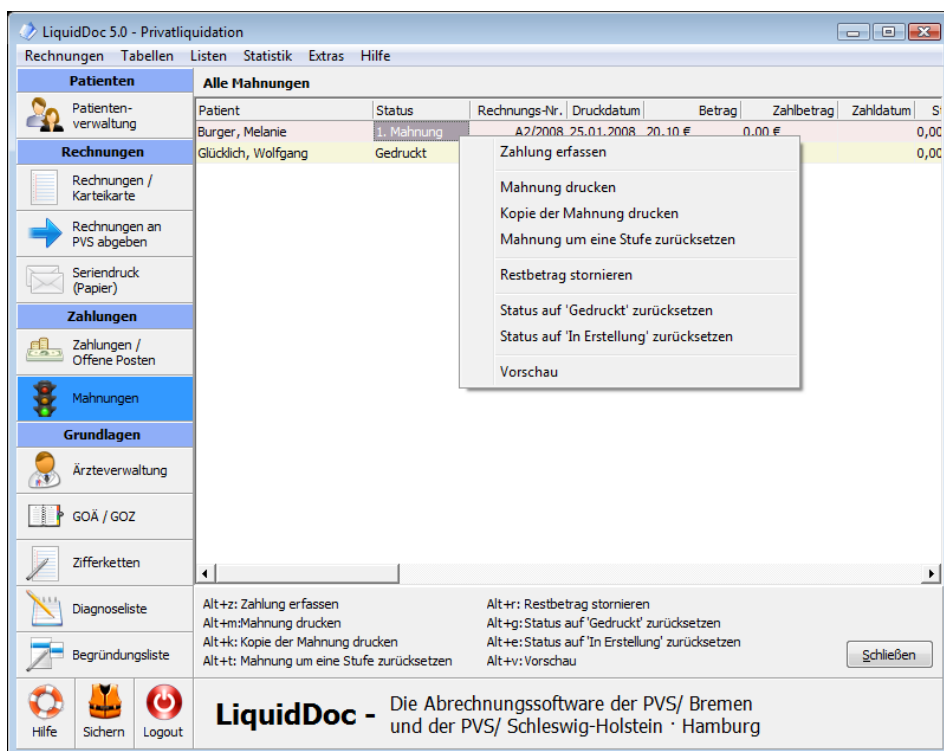 LiquidDoc 5.0 - Privatliquidation
Rechnungen Tabellen Listen Statistik Extras Hilfe
Patienten
Patienten-
verwaltung
Rechnungen
Rechnungen /
Karteikarte
Rechnungen an
PVS abgeben
Seriendruck
(Papier)
Zahlungen
Zahlungen /
Offene Posten
Mahnungen
Grundlagen
Ärzteverwaltung
GOÄ / GOZ
Zifferketten
Diagnoseliste
Begründungsliste
Hilfe Sichern Logout
Alle Mahnungen
Patient Status Rechnungs-Nr. Druckdatum Betrag Zahlbetrag Zahldatum
Burger, Melanie 1. Mahnung A2/2008 25.01.2008 20,10 € 0,00 € 0,00
Glücklich, Wolfgang Gedruckt 0,00
Zahlung erfassen
Mahnung drucken
Kopie der Mahnung drucken
Mahnung um eine Stufe zurücksetzen
Restbetrag stornieren
Status auf 'Gedruckt' zurücksetzen
Status auf 'In Erstellung' zurücksetzen
Vorschau
Alt+z: Zahlung erfassen Alt+r: Restbetrag stornieren
Alt+m:Mahnung drucken Alt+g:Status auf 'Gedruckt' zurücksetzen
Alt+k: Kopie der Mahnung drucken Alt+e:Status auf 'In Erstellung' zurücksetzen
Alt+t: Mahnung um eine Stufe zurücksetzen Alt+v:Vorschau
Schließen
LiquidDoc - Die Abrechnungssoftware der PVS/ Bremen
und der PVS/ Schleswig-Holstein · Hamburg